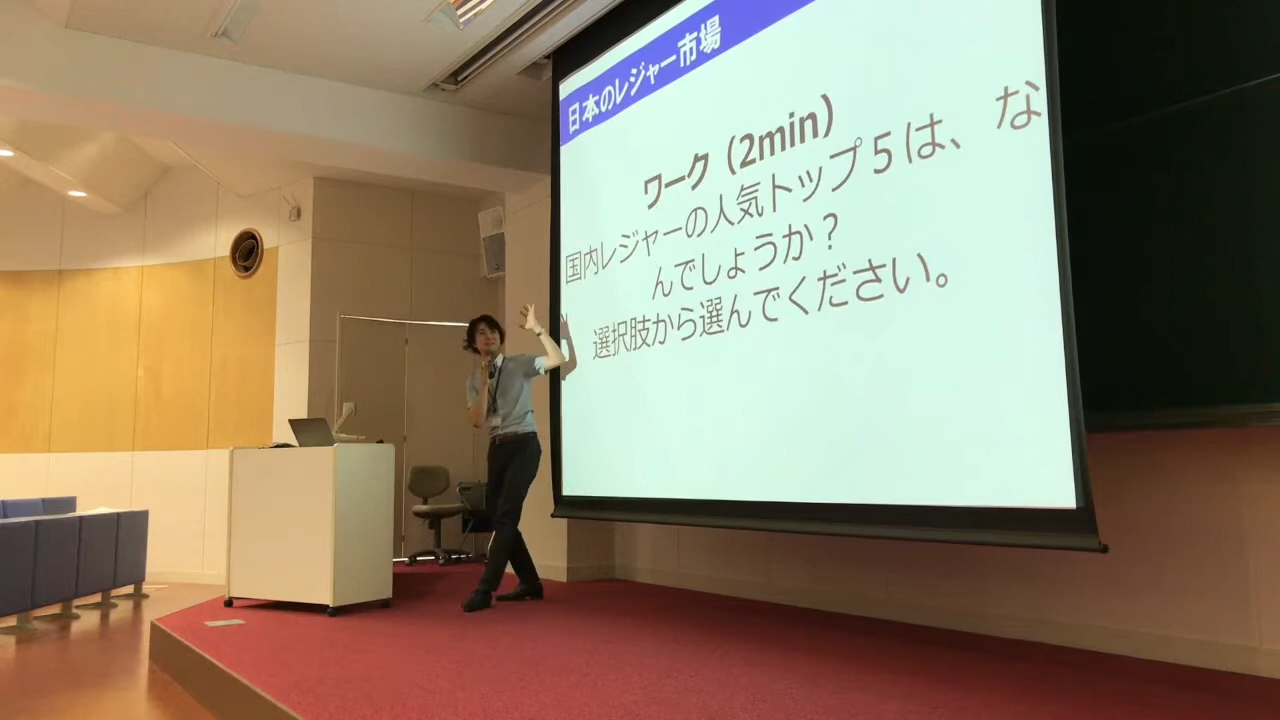 日本のレジャー市場
ワーク（2min）
国内レジャーの人気トップ５は、な
んでしょうか？
選択肢から選んでください。